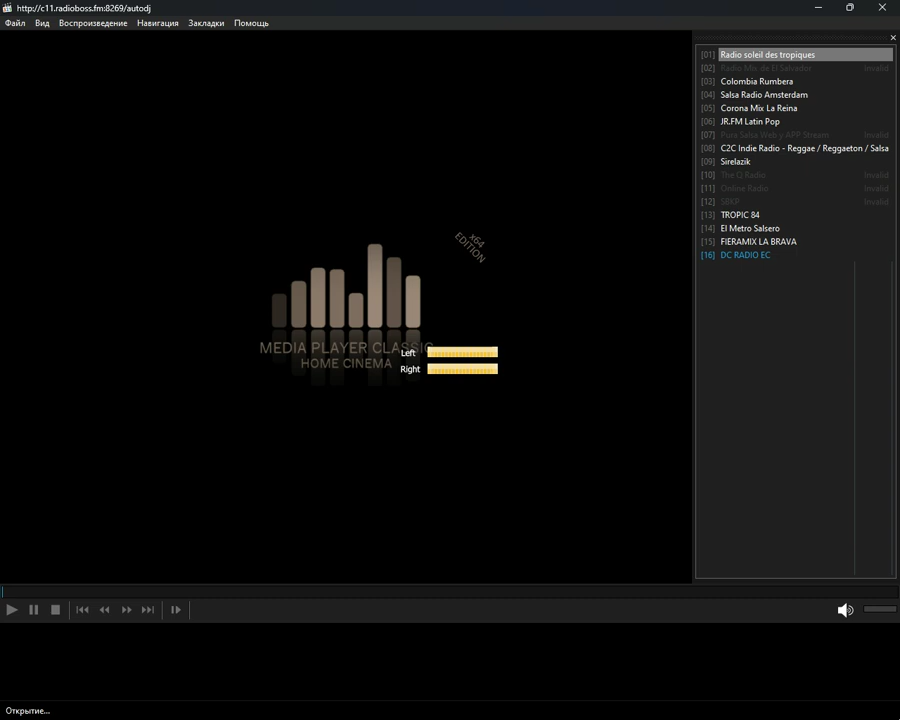 http://c11.radioboss.fm:8269/autodj
Файл Вид Воспроизведение Навигация Закладки Помощь
[01] Radio soleil des tropiques
[02] Radio Mix de El Salvador Invalid
[03] Colombia Rumbera
[04] Salsa Radio Amsterdam
[05] Corona Mix La Reina
[06] JR.FM Latin Pop
[07] Pura Salsa Web y APP Stream Invalid
[08] C2C Indie Radio - Reggae / Reggaeton / Salsa
[09] Sirelazik
[10] The CJ Radio Invalid
[11] Online Radio Invalid
[12] SBKP Invalid
[13] TROPIC 84
[14] El Metro Salsero
[15] FIERAMIX LA BRAVA
[16] DC RADIO EC
x64
EDITION
MEDIA PLAYER CLASSIC
HOME CINEMA
Left
Right
Открытие...